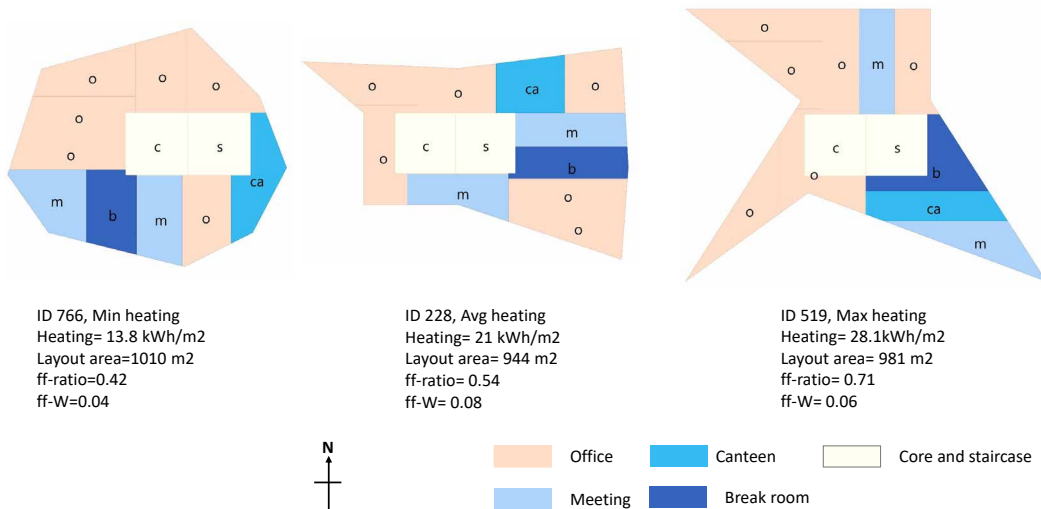 o
o
o
o
o
c
s
m
b
m
o
ca
o
o
ca
o
o
c
s
m
b
m
o
o
o
o
o
m
o
c
s
o
b
o
ca
m
ID 766, Min heating
Heating= 13.8 kWh/m2
Layout area=1010 m2
ff-ratio=0.42
ff-W=0.04
ID 228, Avg heating
Heating= 21 kWh/m2
Layout area= 944 m2
ff-ratio= 0.54
ff-W= 0.08
ID 519, Max heating
Heating= 28.1kWh/m2
Layout area= 981 m2
ff-ratio= 0.71
ff-W= 0.06
N
Office
Canteen
Core and staircase
Meeting
Break room